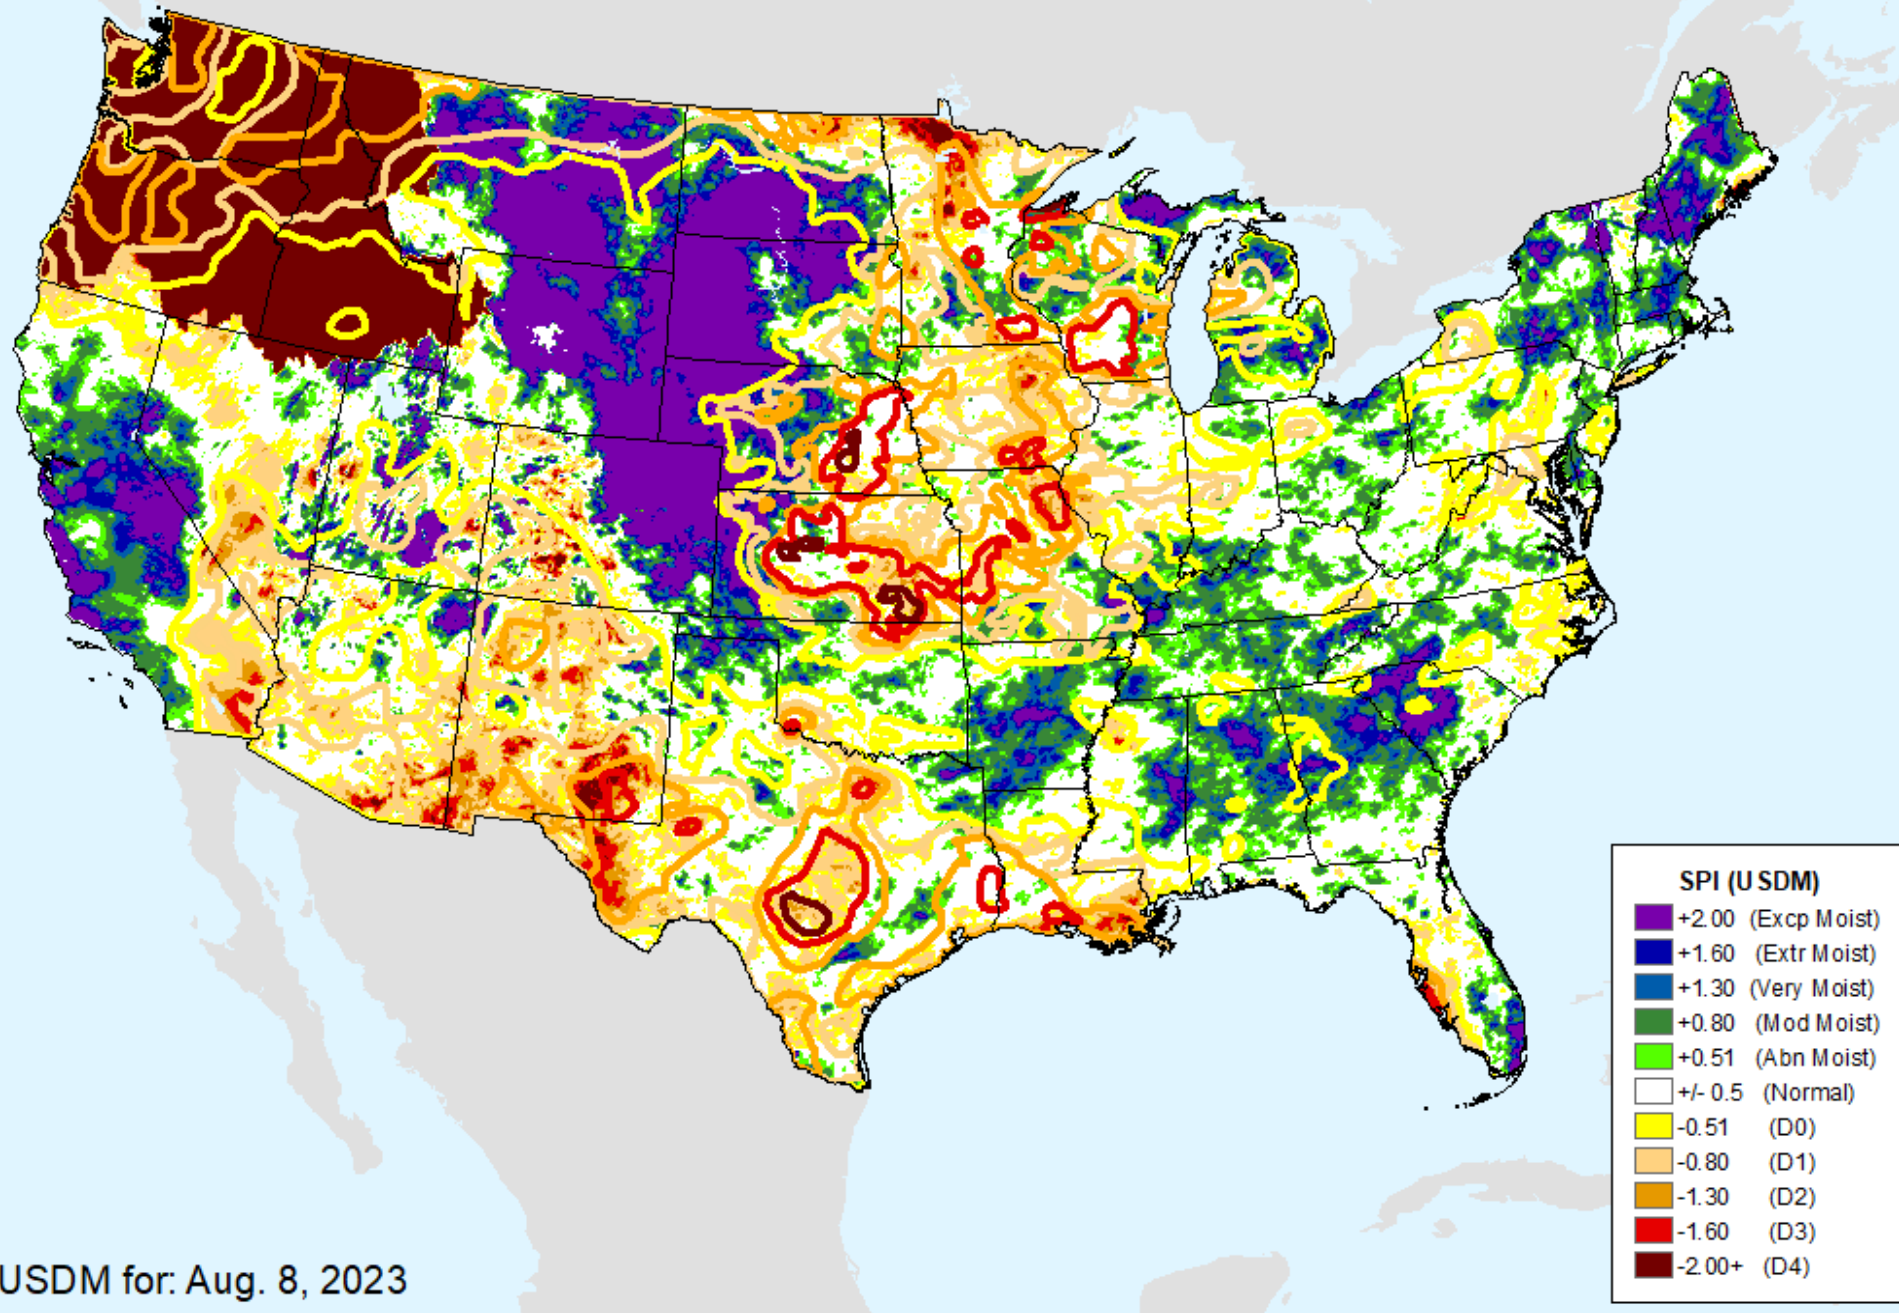 SPI (USDM)
+2.00 (Excp Moist)
+1.60 (Extr Moist)
+1.30 (Very Moist)
+0.80 (Mod Moist)
+0.51 (Abn Moist)
+/- 0.5 (Normal)
-0.51 (D0)
-0.80 (D1)
-1.30 (D2)
-1.60 (D3)
-2.00+ (D4)
USDM for: Aug. 8, 2023